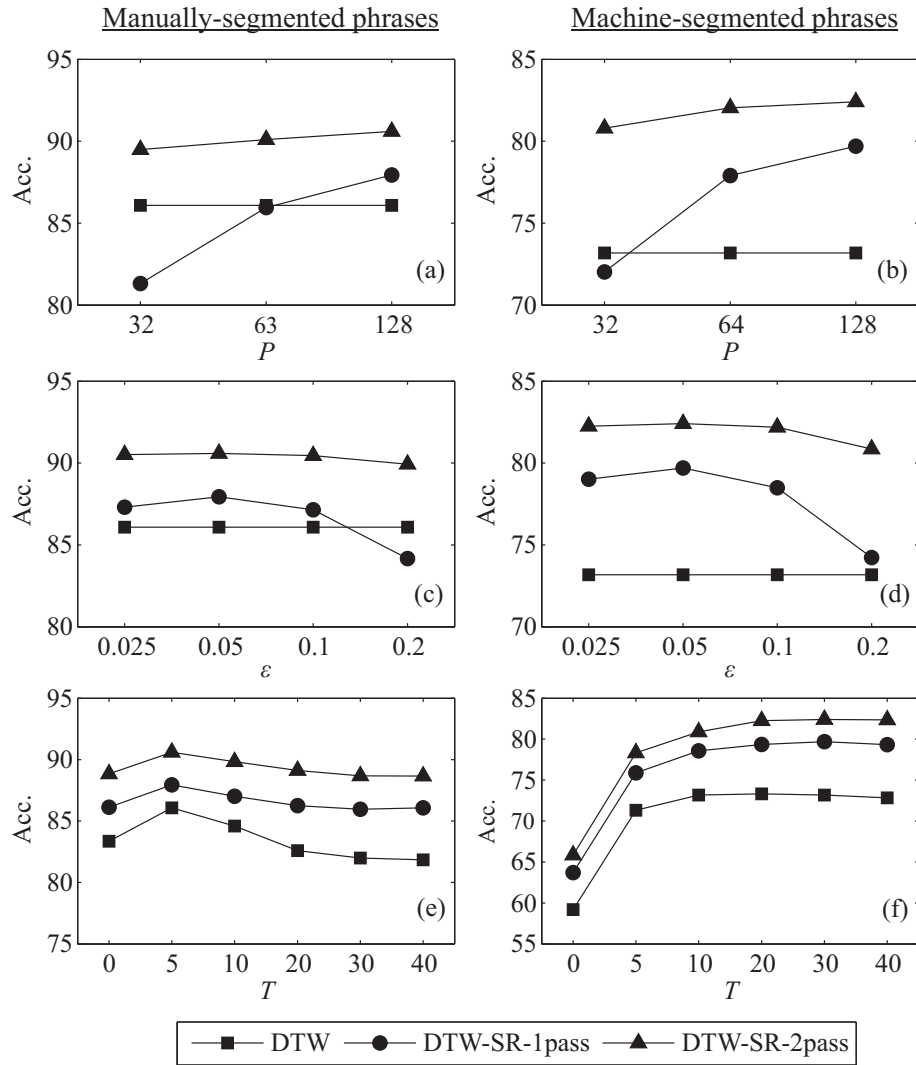 Manually-segmented phrases
Machine-segmented phrases
95
90
85
80
Acc.
32 63 128
P
(a)
85
80
75
70
Acc.
32 64 128
P
(b)
95
90
85
80
Acc.
0.025 0.05 0.1 0.2
ε
(c)
85
80
75
70
Acc.
0.025 0.05 0.1 0.2
ε
(d)
95
90
85
80
75
Acc.
0 5 10 20 30 40
T
(e)
85
80
75
70
65
60
55
Acc.
0 5 10 20 30 40
T
(f)
DTW DTW-SR-1pass DTW-SR-2pass